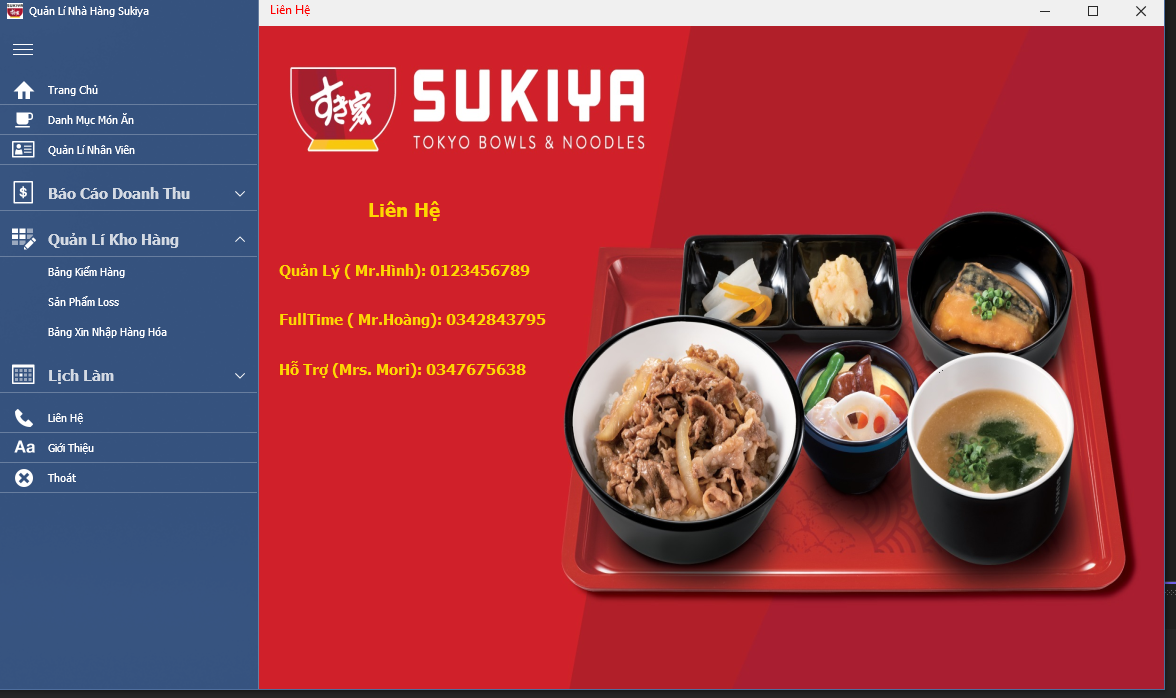 Quản Lí Nhà Hàng Sukiya
Liên Hệ
Trang Chủ
Danh Mục Món Ăn
Quản Lí Nhân Viên
Báo Cáo Doanh Thu
Quản Lí Kho Hàng
Bảng Kiểm Hàng
Sản Phẩm Loss
Bảng Xin Nhập Hàng Hóa
Lịch Làm
Liên Hệ
Aa Giới Thiệu
Thoát
すき家
SUKIYA
TOKYO BOWLS & NOODLES
Liên Hệ
Quản Lý ( Mr.Hình): 0123456789
FullTime ( Mr.Hoàng): 0342843795
Hỗ Trợ (Mrs. Mori): 0347675638